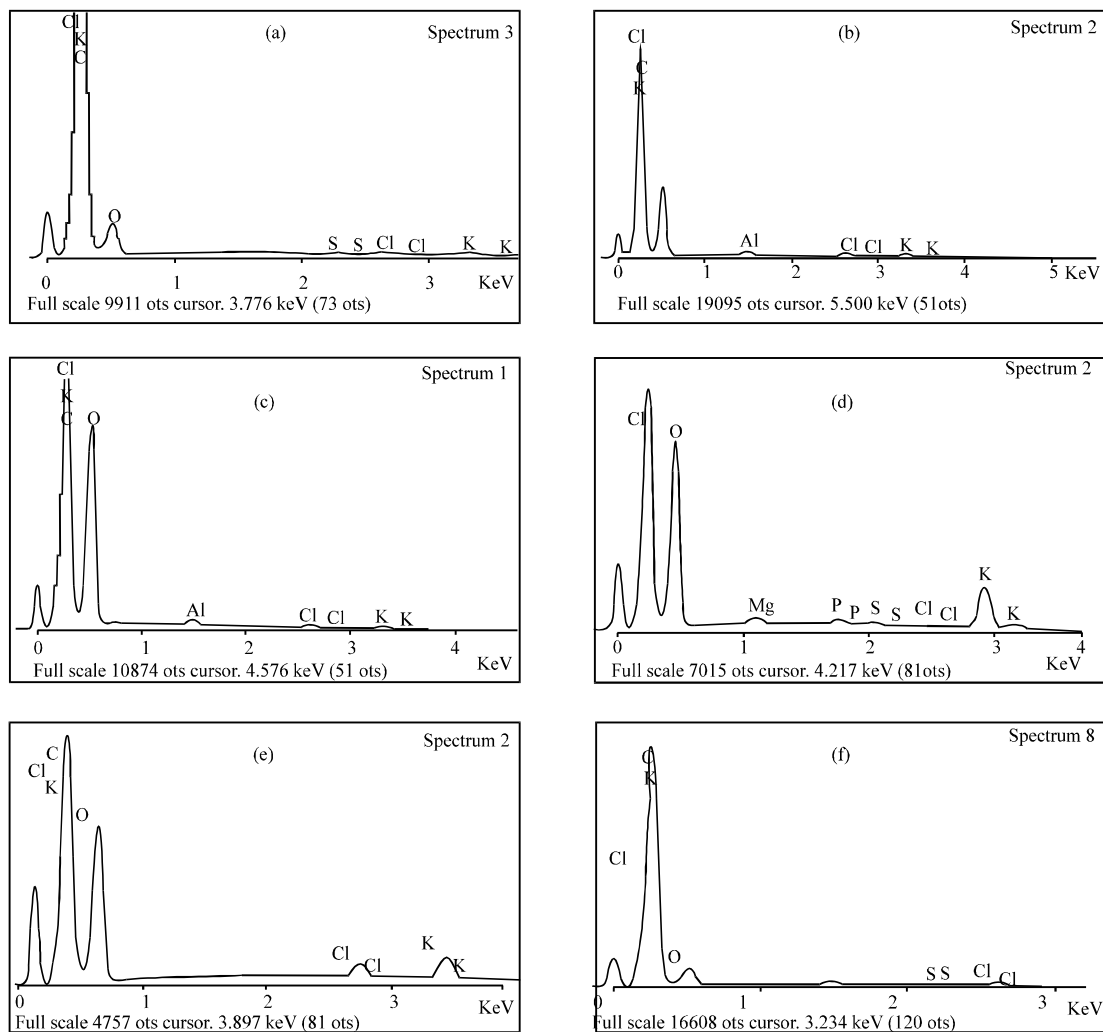 Cl
K
C
(a)
Spectrum 3
O
S S Cl Cl K K
0 1 2 3 KeV
Full scale 9911 ots cursor. 3.776 keV (73 ots)
Cl
C
K
(b)
Spectrum 2
Al Cl Cl K K
0 1 2 3 4 5 KeV
Full scale 19095 ots cursor. 5.500 keV (51ots)
Cl
K
C
O
(c)
Spectrum 1
Al Cl Cl K K
0 1 2 3 4
KeV
Full scale 10874 ots cursor. 4.576 keV (51 ots)
Spectrum 2
(d)
Cl
O
Mg P P S S Cl Cl K K
0 1 2 3 4
KeV
Full scale 7015 ots cursor. 4.217 keV (81ots)
Spectrum 2
(e)
C
Cl
K
O
Cl Cl K K
0 1 2 3
KeV
Full scale 4757 ots cursor. 3.897 keV (81 ots)
Spectrum 8
(f)
C
K
Cl
O
S S Cl Cl
0 0 1 2 3
KeV
Full scale 16608 ots cursor. 3.234 keV (120 ots)